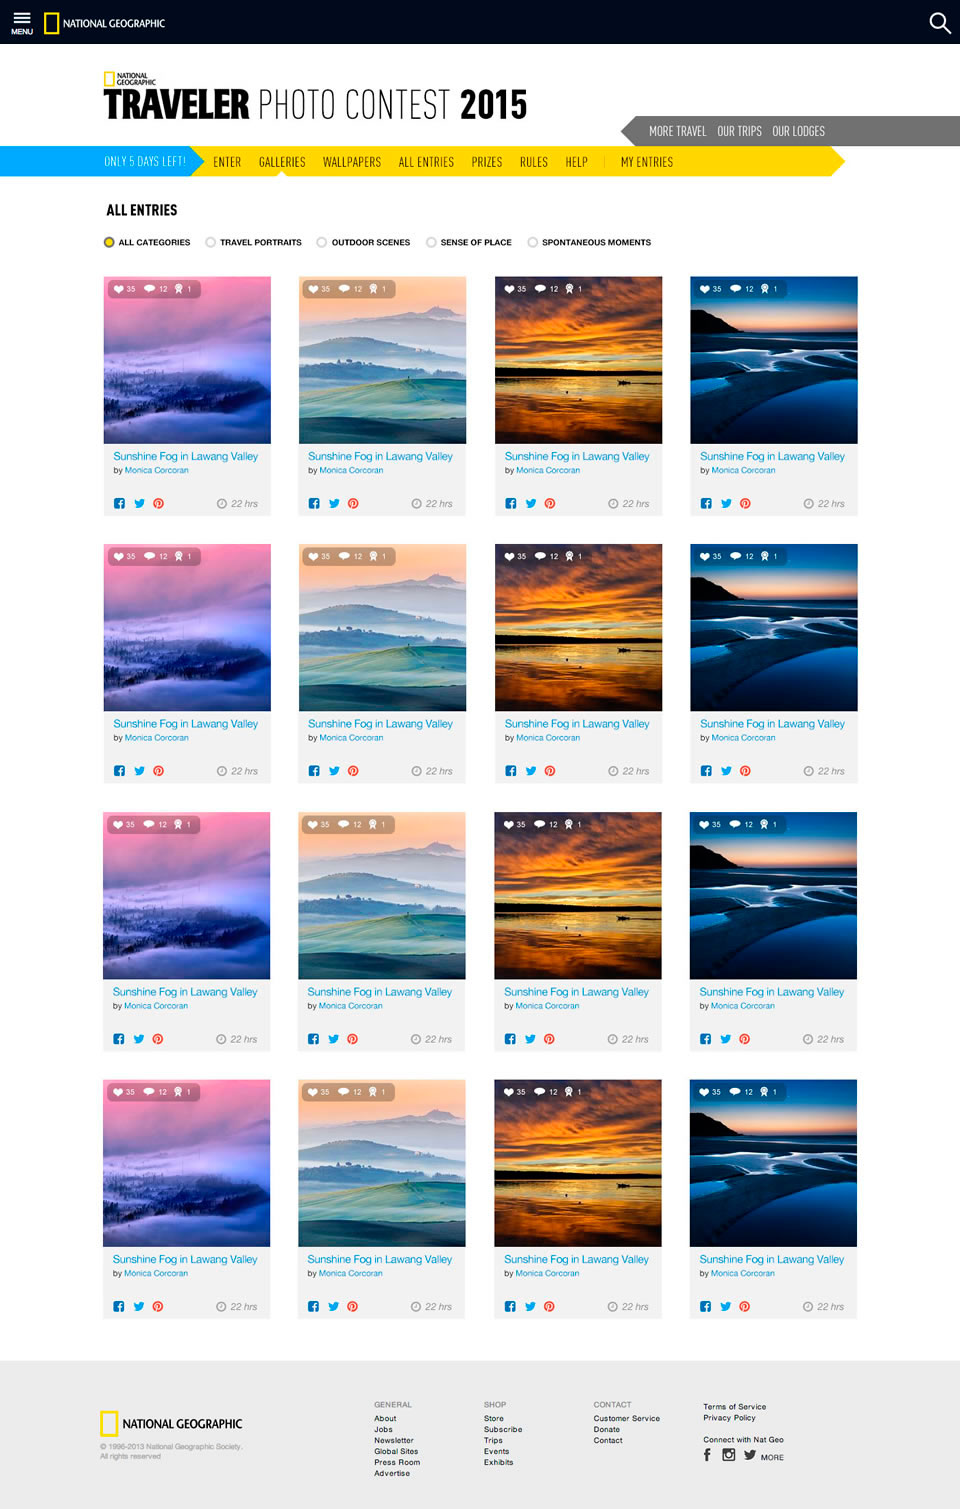 MENU
NATIONAL GEOGRAPHIC
NATIONAL
GEOGRAPHIC
TRAVELER PHOTO CONTEST 2015
MORE TRAVEL OUR TRIPS OUR LODGES
ONLY 5 DAYS LEFT! ENTER GALLERIES WALLPAPERS ALL ENTRIES PRIZES RULES HELP MY ENTRIES
ALL ENTRIES
ALL CATEGORIES TRAVEL PORTRAITS OUTDOOR SCENES SENSE OF PLACE SPONTANEOUS MOMENTS
35 12 1 35 12 1 35 12 1 35 12 1
Sunshine Fog in Lawang Valley Sunshine Fog in Lawang Valley Sunshine Fog in Lawang Valley Sunshine Fog in Lawang Valley
by Monica Corcoran by Monica Corcoran by Monica Corcoran by Monica Corcoran
22 hrs 22 hrs 22 hrs 22 hrs
35 12 1 35 12 1 35 12 1 35 12 1
Sunshine Fog in Lawang Valley Sunshine Fog in Lawang Valley Sunshine Fog in Lawang Valley Sunshine Fog in Lawang Valley
by Monica Corcoran by Monica Corcoran by Monica Corcoran by Monica Corcoran
22 hrs 22 hrs 22 hrs 22 hrs
35 12 1 35 12 1 35 12 1 35 12 1
Sunshine Fog in Lawang Valley Sunshine Fog in Lawang Valley Sunshine Fog in Lawang Valley Sunshine Fog in Lawang Valley
by Monica Corcoran by Monica Corcoran by Monica Corcoran by Monica Corcoran
22 hrs 22 hrs 22 hrs 22 hrs
35 12 1 35 12 1 35 12 1 35 12 1
Sunshine Fog in Lawang Valley Sunshine Fog in Lawang Valley Sunshine Fog in Lawang Valley Sunshine Fog in Lawang Valley
by Monica Corcoran by Monica Corcoran by Monica Corcoran by Monica Corcoran
22 hrs 22 hrs 22 hrs 22 hrs
NATIONAL GEOGRAPHIC
© 1996-2013 National Geographic Society.
All rights reserved
GENERAL
About
Jobs
Newsletter
Global Sites
Press Room
Advertise
SHOP
Store
Subscribe
Trips
Events
Exhibits
CONTACT
Customer Service
Donate
Contact
Terms of Service
Privacy Policy
Connect with Nat Geo
MORE